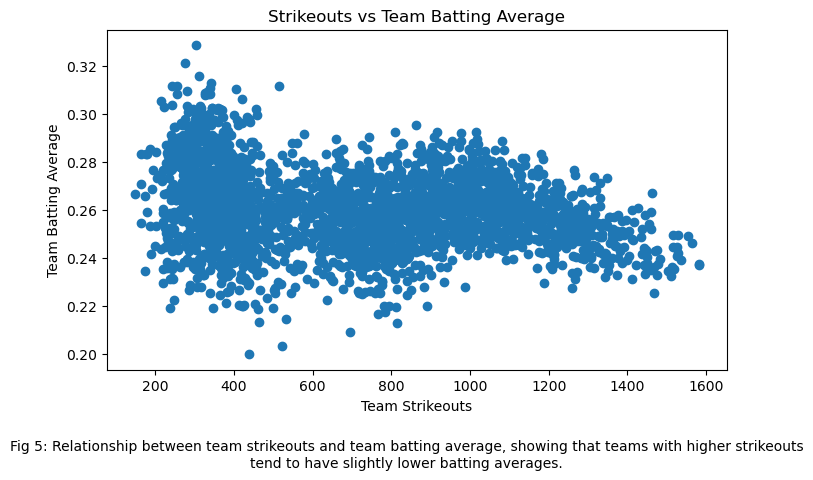 Strikeouts vs Team Batting Average
0.32
0.30
0.28
0.26
0.24
0.22
0.20
Team Batting Average
200 400 600 800 1000 1200 1400 1600
Team Strikeouts
Fig 5: Relationship between team strikeouts and team batting average, showing that teams with higher strikeouts
tend to have slightly lower batting averages.